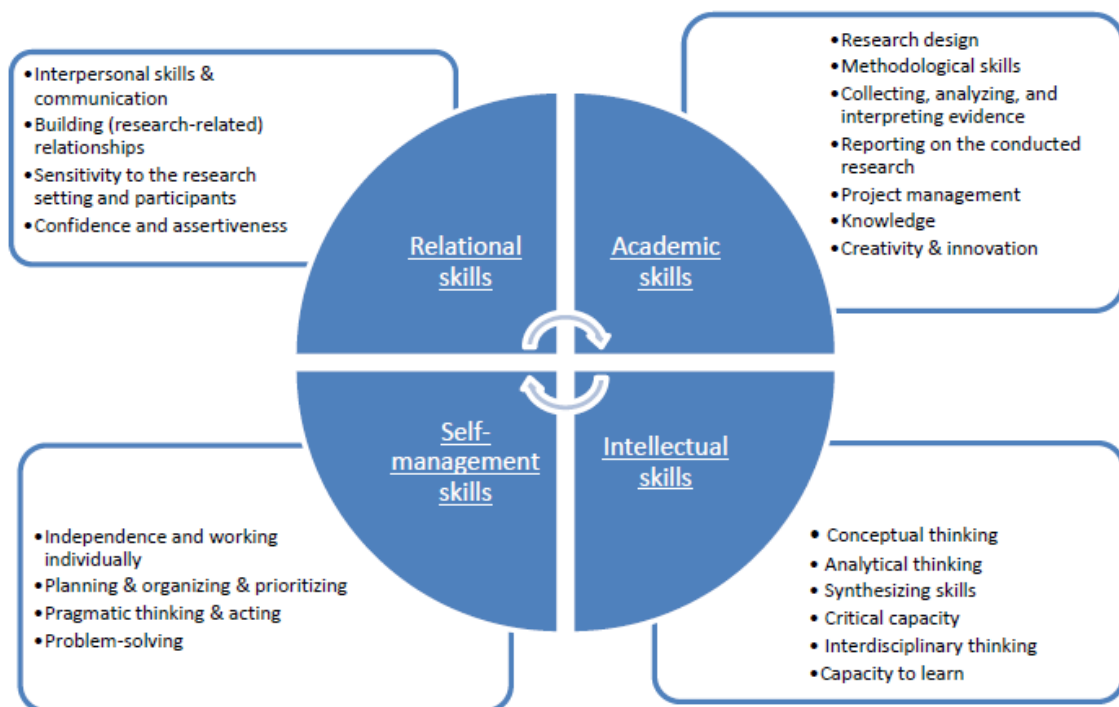 •Interpersonal skills &
communication
•Building (research-related)
relationships
•Sensitivity to the research
setting and participants
•Confidence and assertiveness
•Research design
•Methodological skills
•Collecting, analyzing, and
interpreting evidence
•Reporting on the conducted
research
•Project management
•Knowledge
•Creativity & innovation
Relational
skills
Academic
skills
Self-
management
skills
Intellectual
skills
•Independence and working
individually
•Planning & organizing & prioritizing
•Pragmatic thinking & acting
•Problem-solving
• Conceptual thinking
• Analytical thinking
• Synthesizing skills
• Critical capacity
• Interdisciplinary thinking
•Capacity to learn